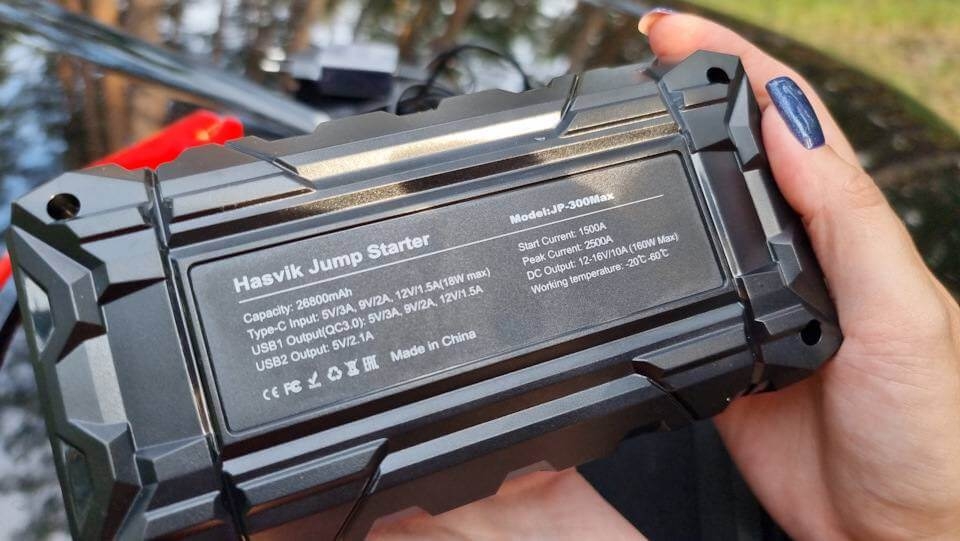 Hasvik Jump Starter
Model:JP-300Max
Capacity: 26800mAh
Type-C Input: 5V/3A, 9V/2A, 12V/1.5A(18W max)
USB1 Output(QC3.0): 5V/3A, 9V/2A, 12V/1.5A
USB2 Output: 5V/2.1A
Start Current: 1500A
Peak Current: 2500A
DC Output: 12-16V/10A (160W Max)
Working temperature: -20℃-60℃
CE FC EAC Made in China